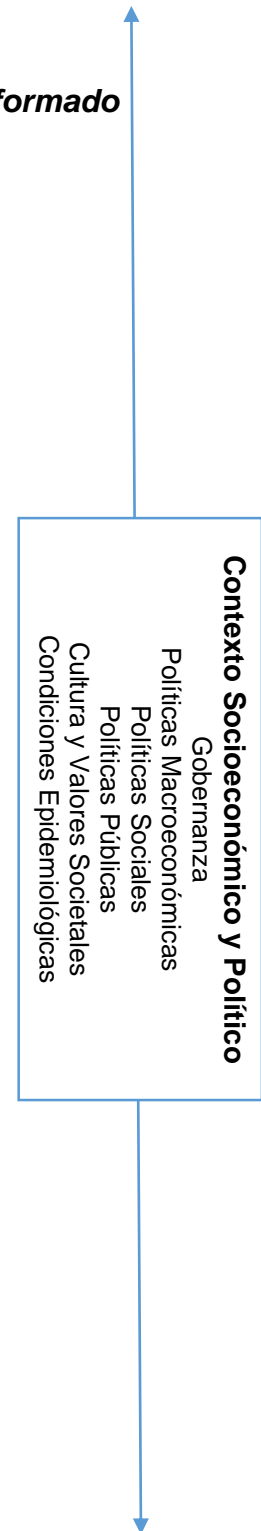 formado
Contexto Socioeconómico y Político
Gobernanza
Políticas Macroeconómicas
Políticas Sociales
Políticas Públicas
Cultura y Valores Societales
Condiciones Epidemiológicas